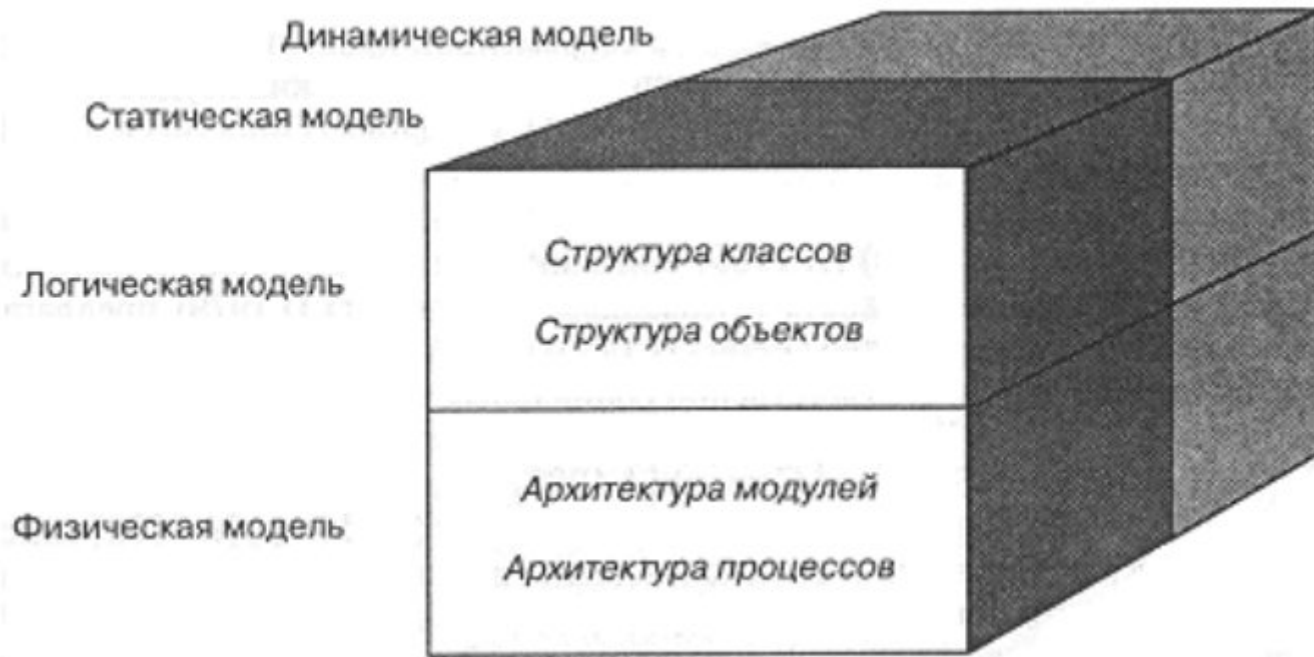 Динамическая модель
Статическая модель
Структура классов
Логическая модель
Структура объектов
Архитектура модулей
Физическая модель
Архитектура процессов